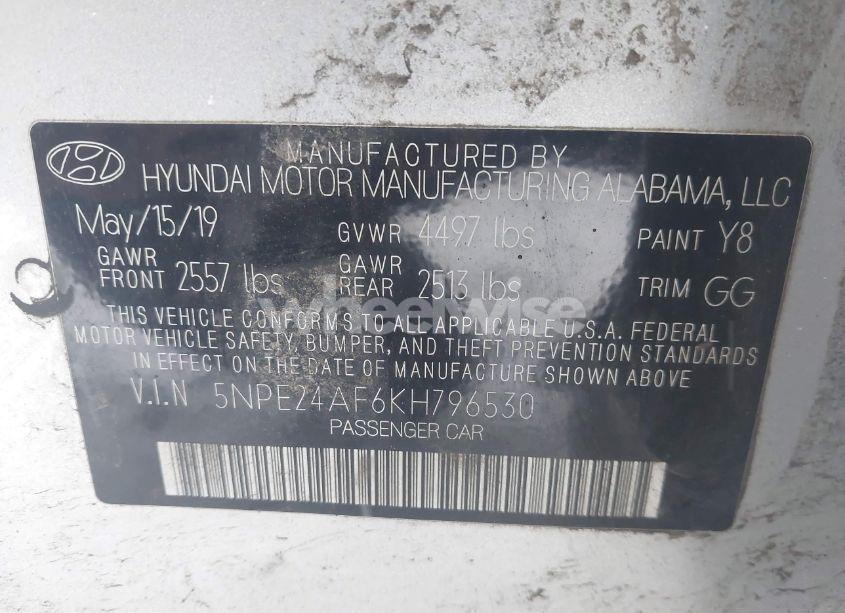 MANUFACTURED BY
HYUNDAI MOTOR MANUFACTURING ALABAMA, LLC
May/15/19 GVWR 4497 lbs PAINT Y8
GAWR FRONT 2557 lbs GAWR REAR 2513 lbs TRIM GG
THIS VEHICLE CONFORMS TO ALL APPLICABLE U.S.A. FEDERAL
MOTOR VEHICLE SAFETY, BUMPER, AND THEFT PREVENTION STANDARDS
IN EFFECT ON THE DATE OF MANUFACTURE SHOWN ABOVE
V.I.N 5NPE24AF6KH796530
PASSENGER CAR
wheelwise